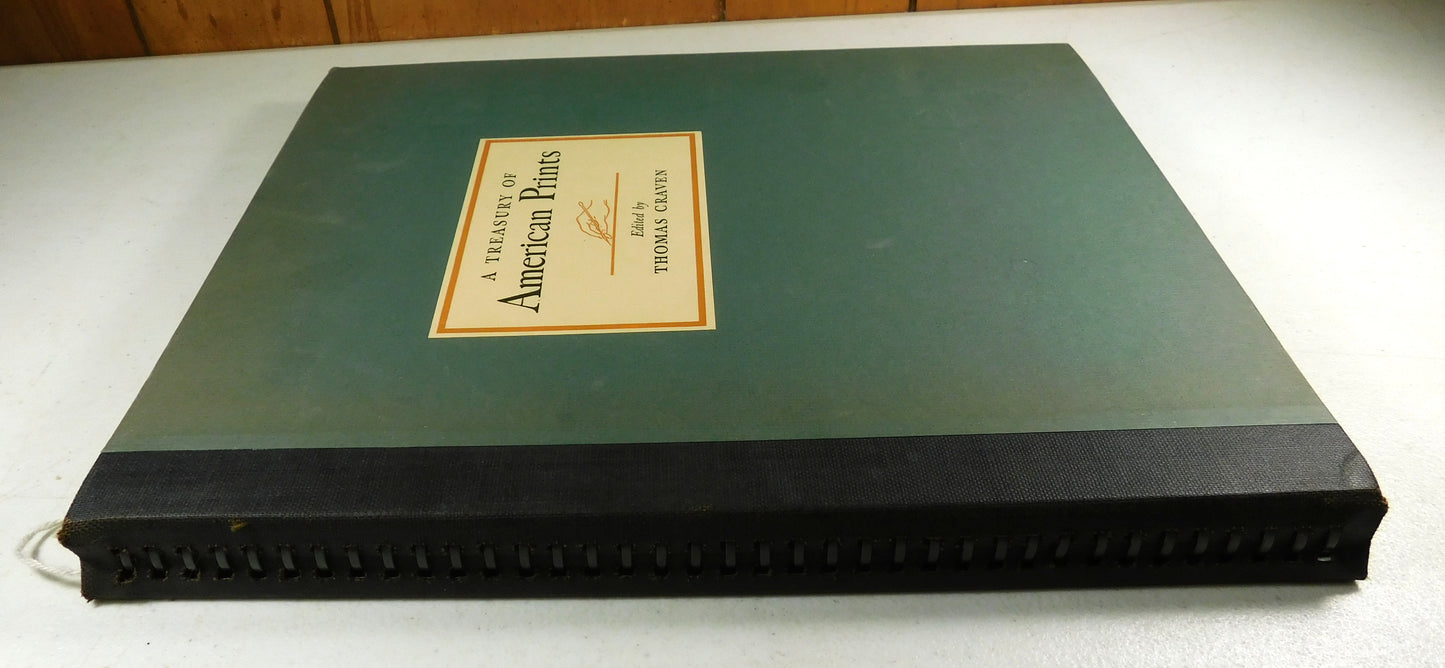 A TREASURY OF
American Prints
Edited by
THOMAS CRAVEN